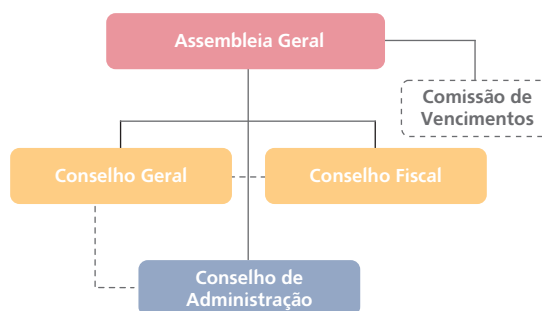 Assembleia Geral
Comissão de
Vencimentos
Conselho Geral
Conselho Fiscal
Conselho de
Administração